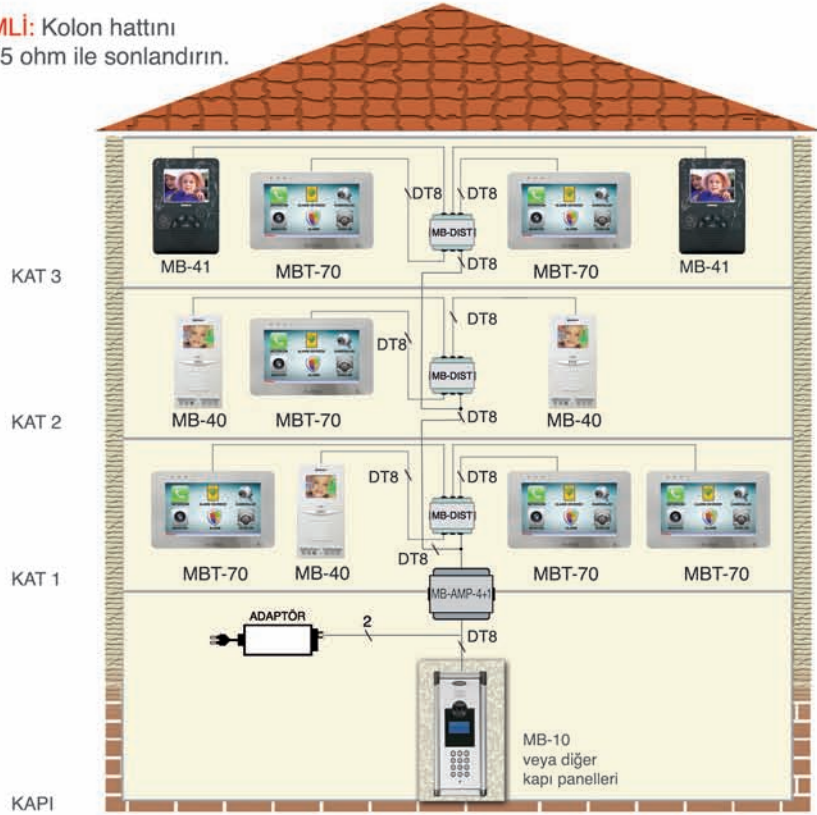 MLİ: Kolon hattını
5 ohm ile sonlandırın.
DT8
DT8
MB-DIST
MB-41
MBT-70
DT8
MBT-70
MB-41
KAT 3
DT8
DT8
MB-DIST
MB-40
MBT-70
MB-40
DT8
KAT 2
DT8
DT8
MB-DIST
DT8
MBT-70
MB-40
MBT-70
MBT-70
KAT 1
MB-AMP-4+1
ADAPTÖR
2
DT8
MB-10
veya diğer
kapı panelleri
KAPI